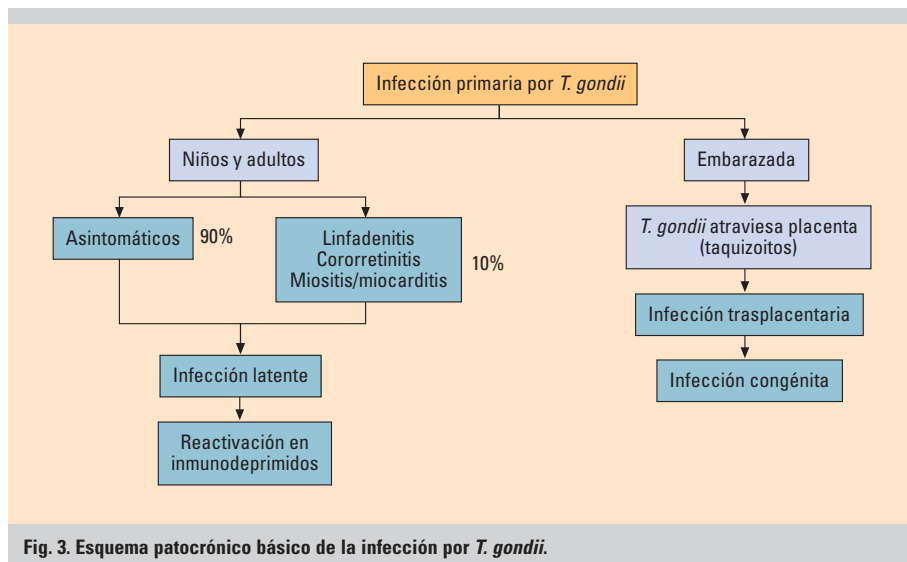 Infección primaria por T. gondii
Niños y adultos
Embarazada
Asintomáticos
90%
Linfadenitis
Cororretinitis
Miositis/miocarditis
10%
T. gondii atraviesa placenta
(taquizoitos)
Infección trasplacentaria
Infección latente
Infección congénita
Reactivación en
inmunodeprimidos
Fig. 3. Esquema patocrónico básico de la infección por T. gondii.